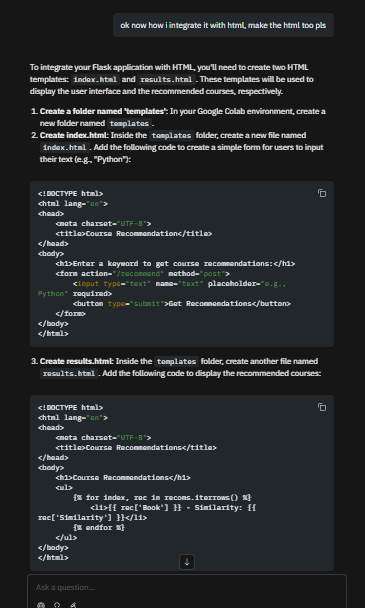 ok now how i integrate it with html, make the html too pls
To integrate your Flask application with HTML, you'll need to create two HTML
templates: index.html and results.html. These templates will be used to
display the user interface and the recommended courses, respectively.
1. Create a folder named 'templates': In your Google Colab environment, create a
new folder named templates.
2. Create index.html: Inside the templates folder, create a new file named
index.html. Add the following code to create a simple form for users to input
their text (e.g., "Python"):
<!DOCTYPE html>
<html lang="en">
<head>
    <meta charset="UTF-8">
    <title>Course Recommendation</title>
</head>
<body>
    <h1>Enter a keyword to get course recommendations:</h1>
    <form action="/recommend" method="post">
        <input type="text" name="text" placeholder="e.g.,
Python" required>
        <button type="submit">Get Recommendations</button>
    </form>
</body>
</html>
3. Create results.html: Inside the templates folder, create another file named
results.html. Add the following code to display the recommended courses:
<!DOCTYPE html>
<html lang="en">
<head>
    <meta charset="UTF-8">
    <title>Course Recommendations</title>
</head>
<body>
    <h1>Course Recommendations</h1>
    <ul>
        {% for index, rec in recoms.iterrows() %}
            <li>{{ rec['Book'] }} - Similarity: {{
rec['Similarity'] }}</li>
        {% endfor %}
    </ul>
</body>
</html>
Ask a question...